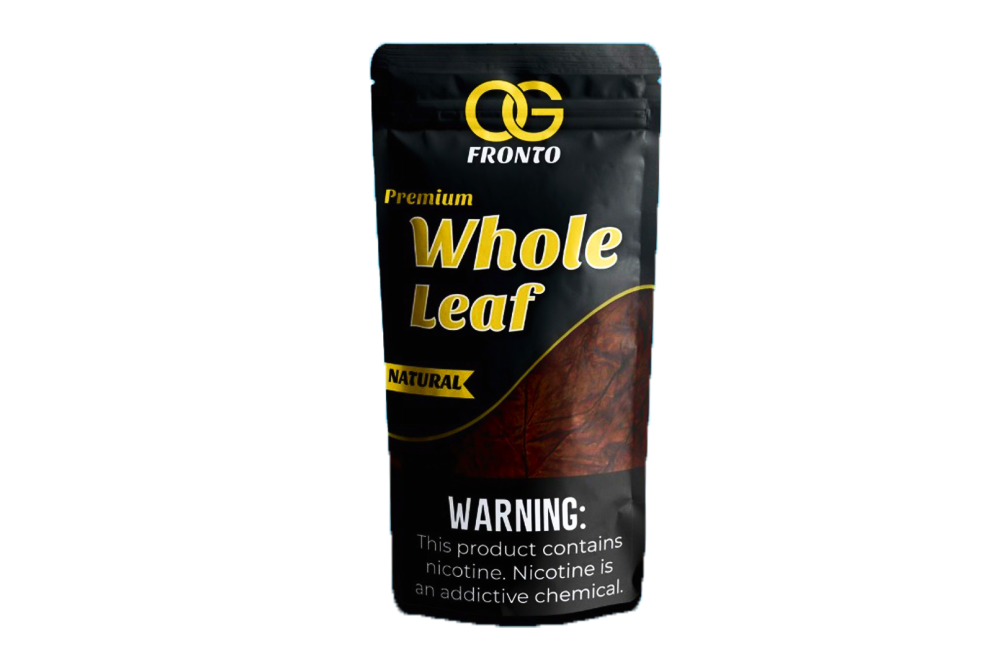 OG
FRONTO
Premium
Whole
Leaf
NATURAL
WARNING:
This product contains
nicotine. Nicotine is
an addictive chemical.